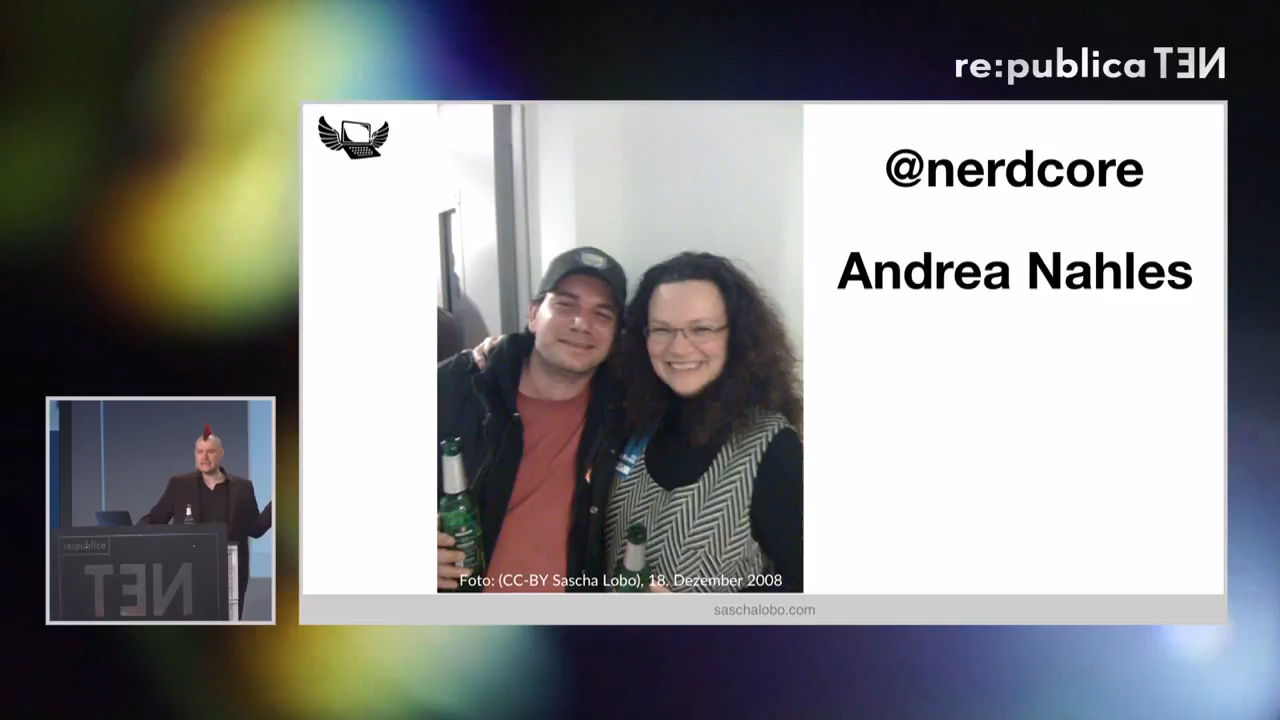 re:publica TEN
@nerdcore
Andrea Nahles
Foto: (CC-BY Sascha Lobo), 18. Dezember 2008
saschalobo.com
re:publica
TEN